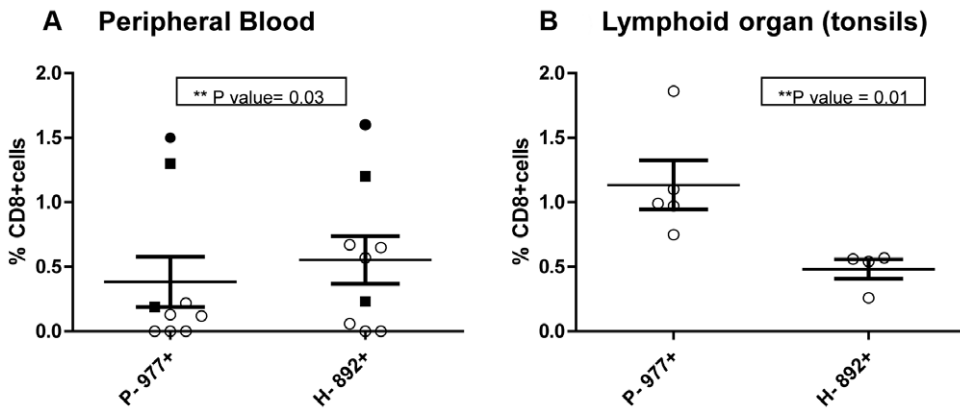 A Peripheral Blood
2.0
1.5
1.0
0.5
0.0
% CD8+cells
** P value= 0.03
P- 977+
H- 892+
B Lymphoid organ (tonsils)
2.0
1.5
1.0
0.5
0.0
% CD8+cells
**P value = 0.01
P- 977+
H- 892+